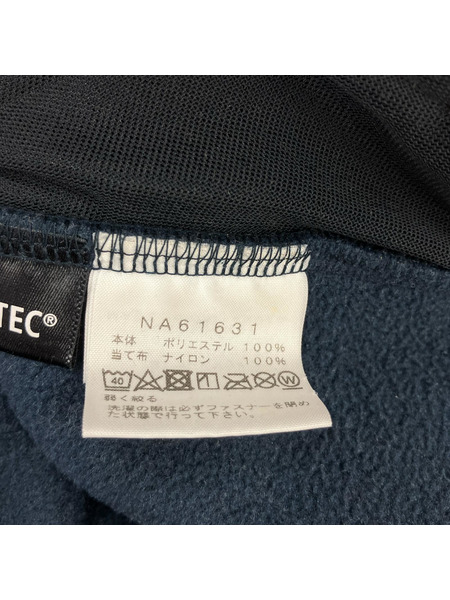 TEC®
NA61631
本体 ポリエステル 100%
当て布 ナイロン 100%
40 W
弱く絞る
洗濯の際は必ずファスナーを閉め
た状態で行って下さい。